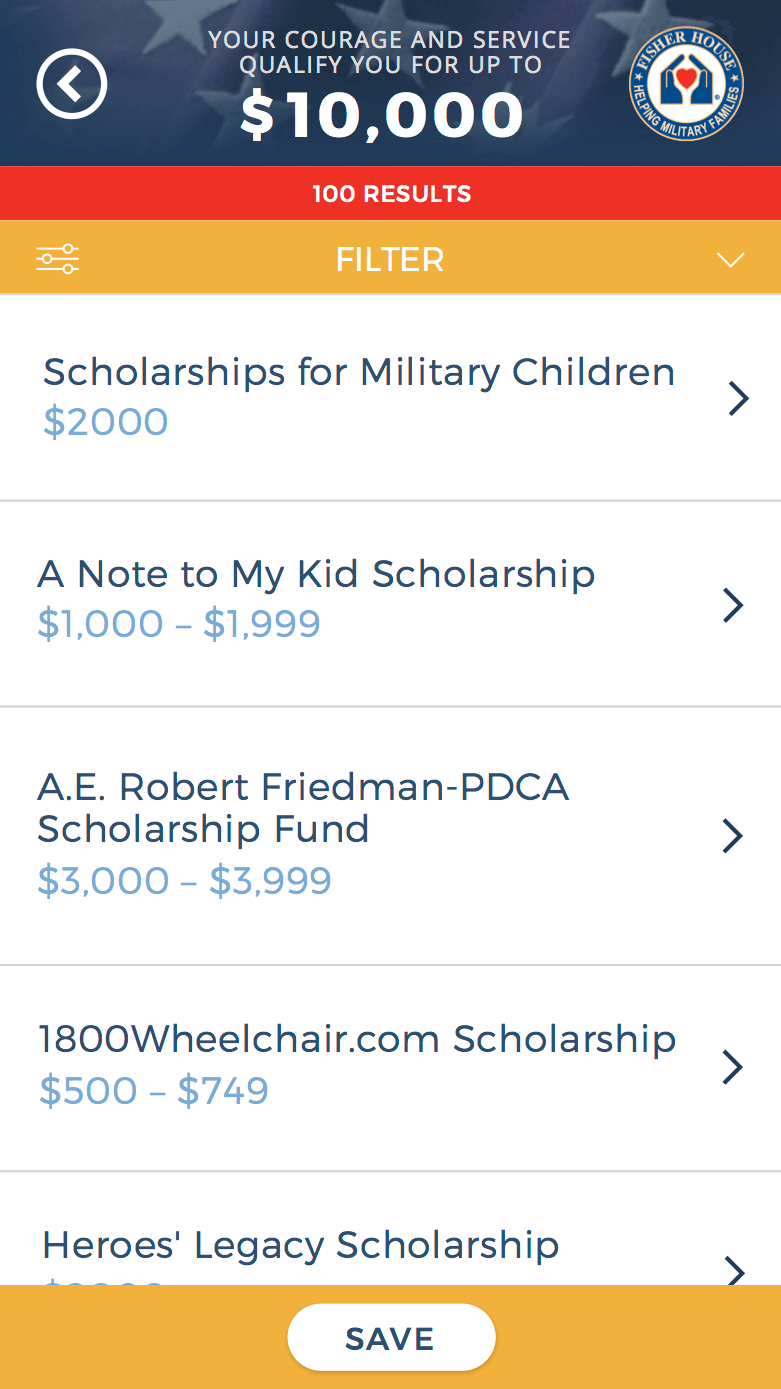 YOUR COURAGE AND SERVICE
QUALIFY YOU FOR UP TO
$10,000
FISHER HOUSE
HELPING MILITARY FAMILIES
100 RESULTS
FILTER
Scholarships for Military Children
$2000
A Note to My Kid Scholarship
$1,000 – $1,999
A.E. Robert Friedman-PDCA
Scholarship Fund
$3,000 – $3,999
1800Wheelchair.com Scholarship
$500 – $749
Heroes' Legacy Scholarship
SAVE